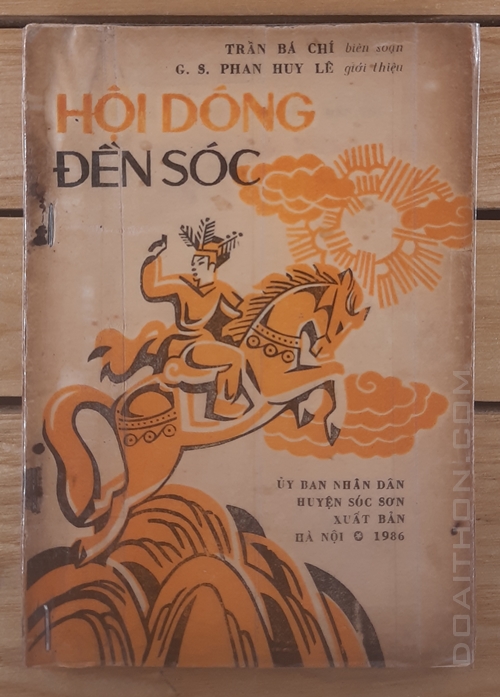 TRẦN BÁ CHÍ biên soạn
G. S. PHAN HUY LÊ giới thiệu
HỘI DÓNG
ĐỀN SÓC
ỦY BAN NHÂN DÂN
HUYỆN SÓC SƠN
XUẤT BẢN
HÀ NỘI ✪ 1986
DOAITHON.COM